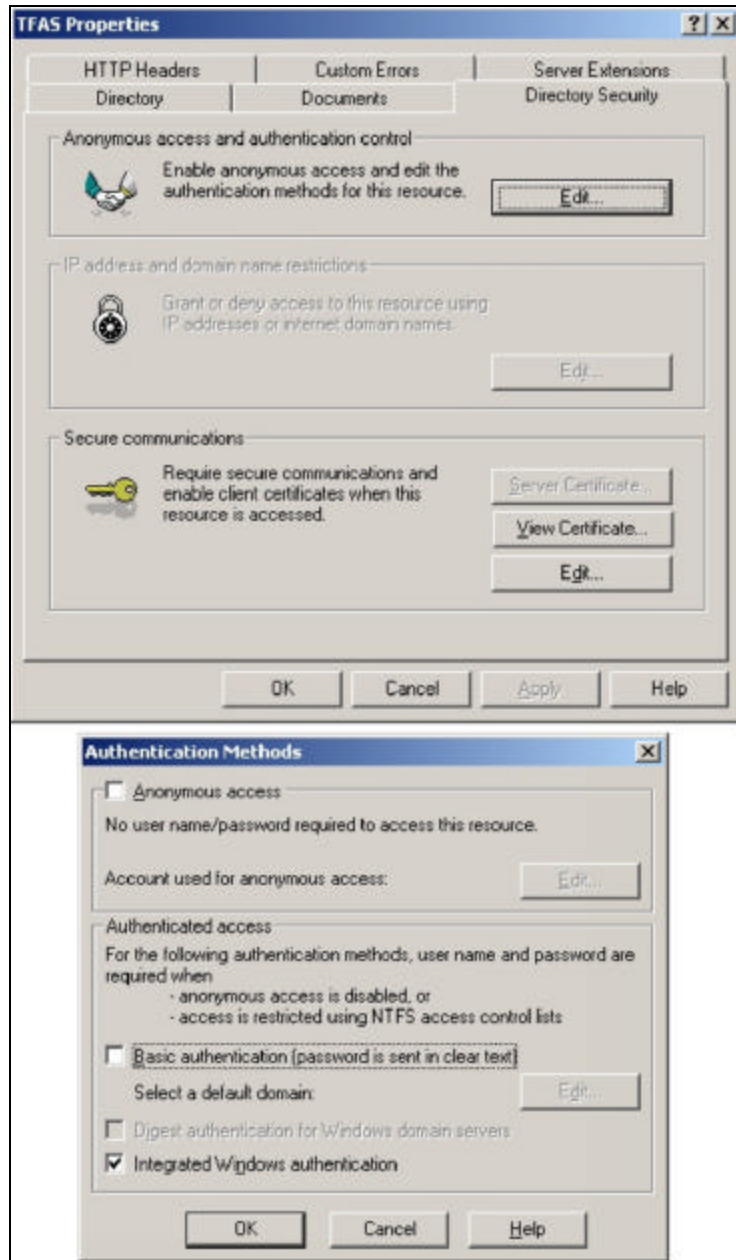 TFAS Properties
HTTP Headers
Custom Errors
Server Extensions
Directory
Documents
Directory Security
Anonymous access and authentication control
Enable anonymous access and edit the
authentication methods for this resource.
Edit...
IP address and domain name restrictions
Grant or deny access to this resource using
IP addresses or internet domain names.
Edit...
Secure communications
Require secure communications and
enable client certificates when this
resource is accessed.
Server Certificate...
View Certificate...
Edit...
OK
Cancel
Apply
Help
Authentication Methods
Anonymous access
No user name/password required to access this resource.
Account used for anonymous access:
Edit...
Authenticated access
For the following authentication methods, user name and password are
required when
- anonymous access is disabled, or
- access is restricted using NTFS access control lists
Basic authentication (password is sent in clear text)
Select a default domain:
Edit...
Digest authentication for Windows domain servers
Integrated Windows authentication
OK
Cancel
Help